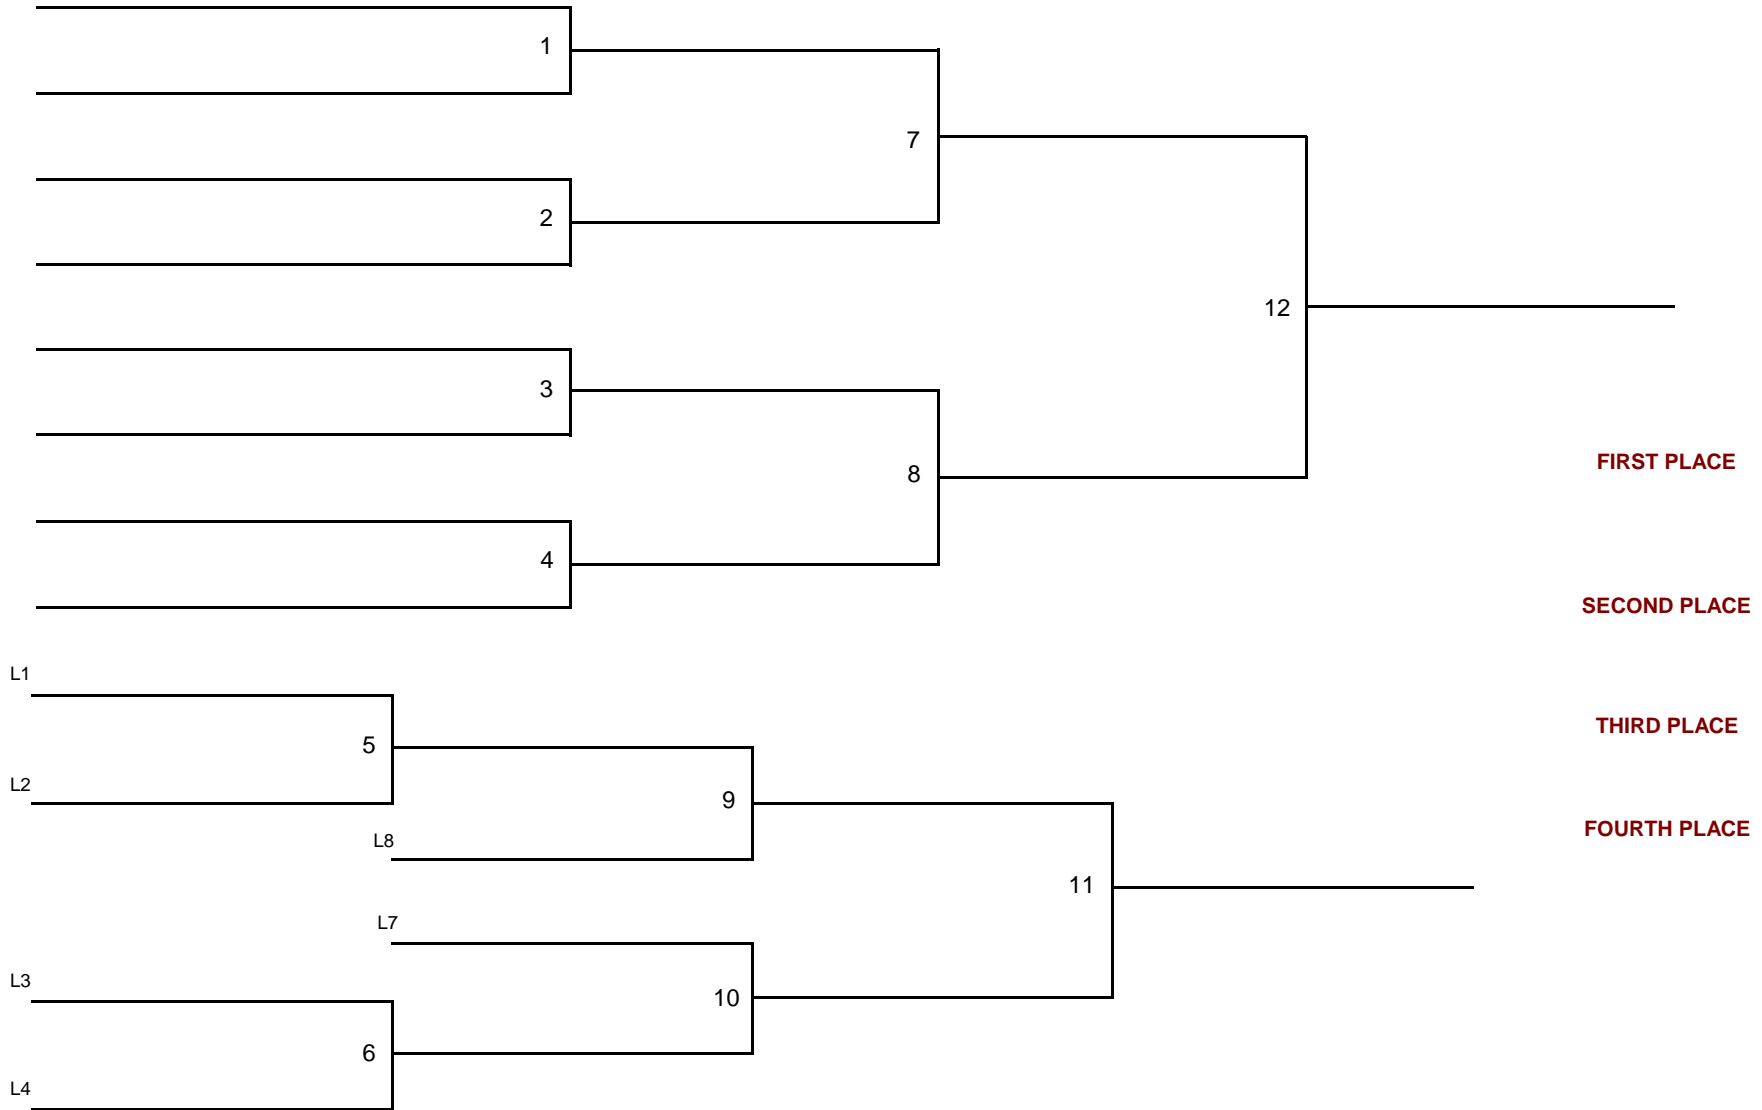 1
7
2
12
3
FIRST PLACE
8
4
SECOND PLACE
L1
THIRD PLACE
5
L2
9
FOURTH PLACE
L8
11
L7
L3
10
6
L4